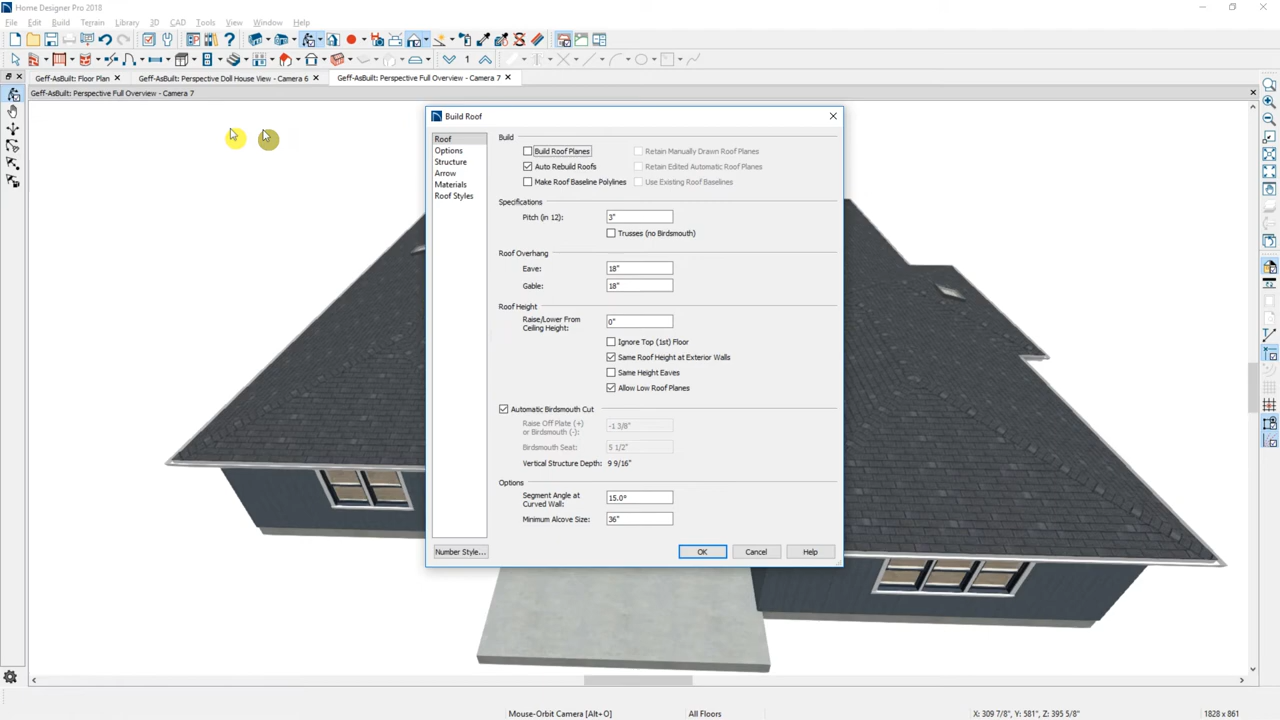 Home Designer Pro 2018
File Edit Build Terrain Library 3D CAD Tools View Window Help
1
Geff-AsBuilt: Floor Plan
Geff-AsBuilt: Perspective Doll House View - Camera 6
Geff-AsBuilt: Perspective Full Overview - Camera 7
Geff-AsBuilt: Perspective Full Overview - Camera 7
Build Roof
Roof
Options
Structure
Arrow
Materials
Roof Styles
Build
Build Roof Planes
Retain Manually Drawn Roof Planes
Auto Rebuild Roofs
Retain Edited Automatic Roof Planes
Make Roof Baseline Polylines
Use Existing Roof Baselines
Specifications
Pitch (in 12): 3"
Trusses (no Birdsmouth)
Roof Overhang
Eave: 18"
Gable: 18"
Roof Height
Raise/Lower From
Ceiling Height: 0"
Ignore Top (1st) Floor
Same Roof Height at Exterior Walls
Same Height Eaves
Allow Low Roof Planes
Automatic Birdsmouth Cut
Raise Off Plate (+)
or Birdsmouth (-): -1 3/8"
Birdsmouth Seat: 5 1/2"
Vertical Structure Depth: 9 9/16"
Options
Segment Angle at
Curved Wall: 15.0°
Minimum Alcove Size: 36"
Number Style... OK Cancel Help
Mouse-Orbit Camera [Alt+O] All Floors X: 309 7/8", Y: 581", Z: 395 5/8" 1828 x 861